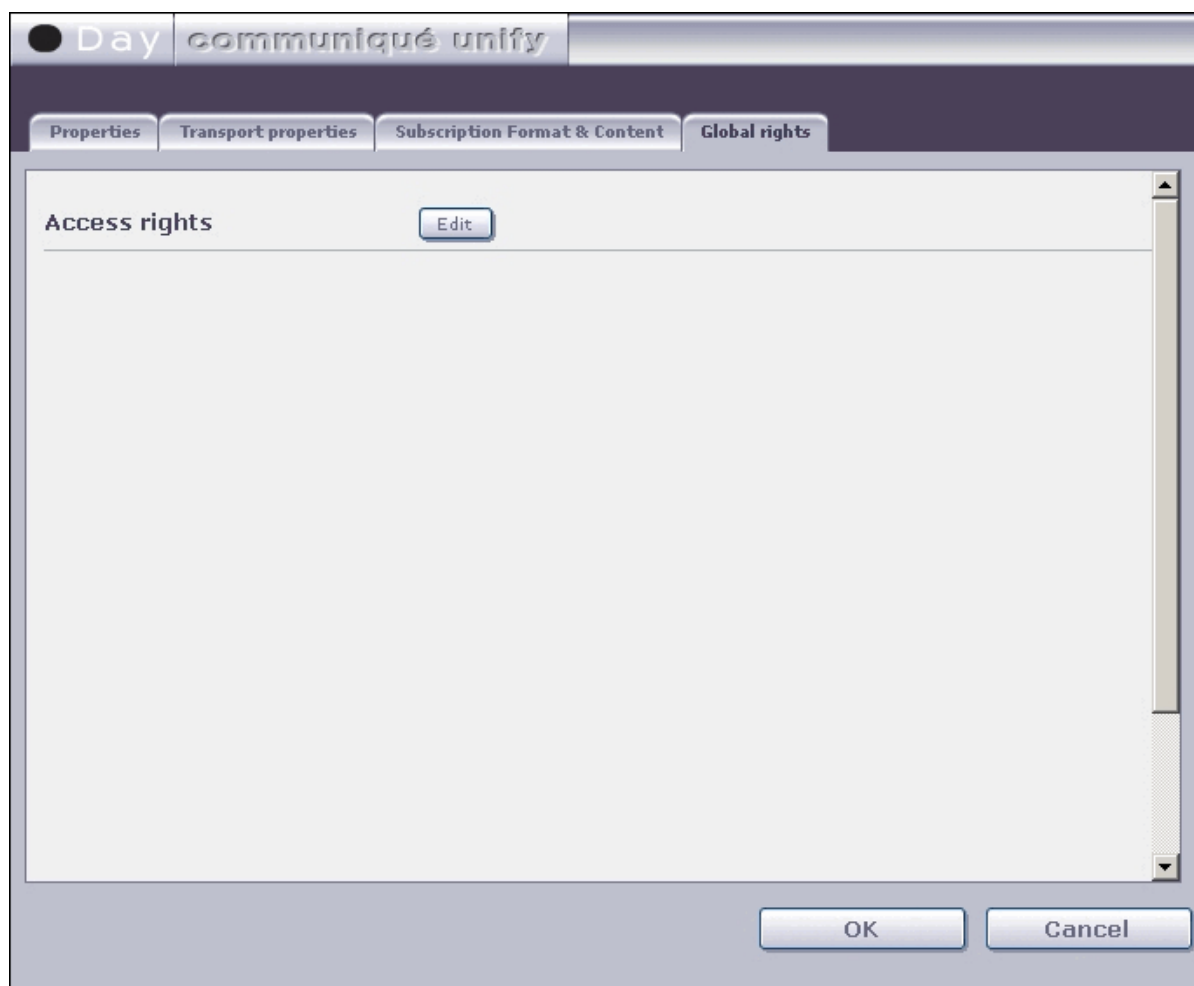 Day communiqué unify
Properties Transport properties Subscription Format & Content Global rights
Access rights Edit
OK Cancel